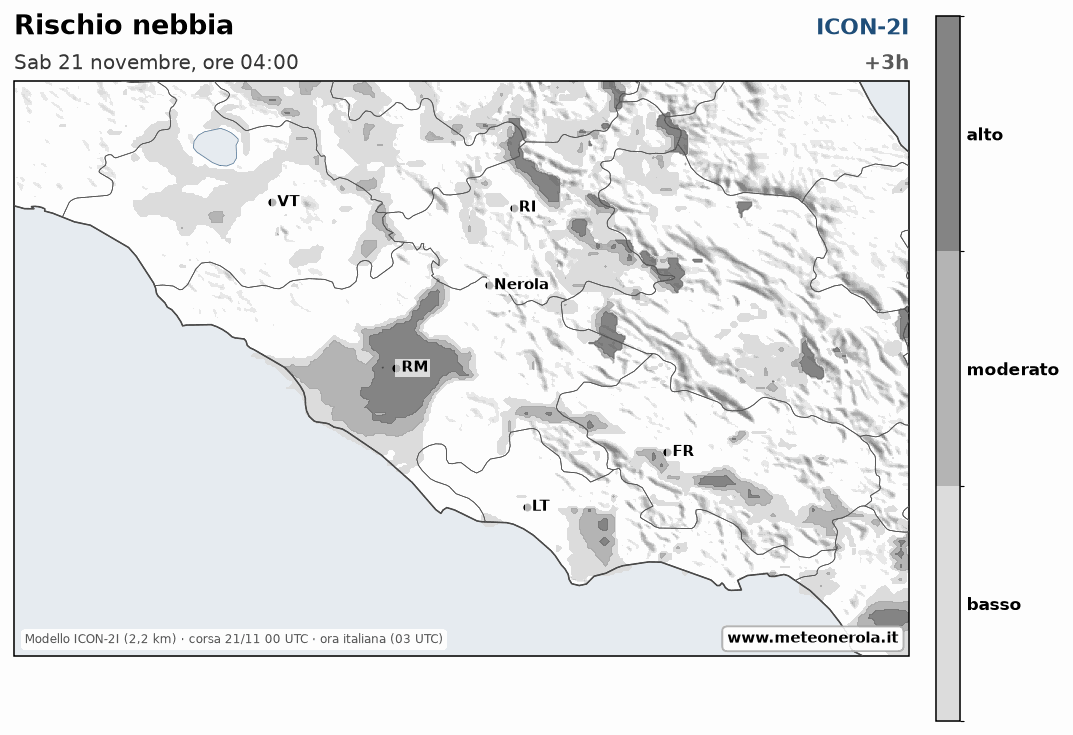 Rischio nebbia
ICON-2I
Sab 21 novembre, ore 04:00
+3h
alto
VT
RI
Nerola
RM
moderato
FR
LT
basso
Modello ICON-2I (2,2 km) · corsa 21/11 00 UTC · ora italiana (03 UTC)
www.meteonerola.it